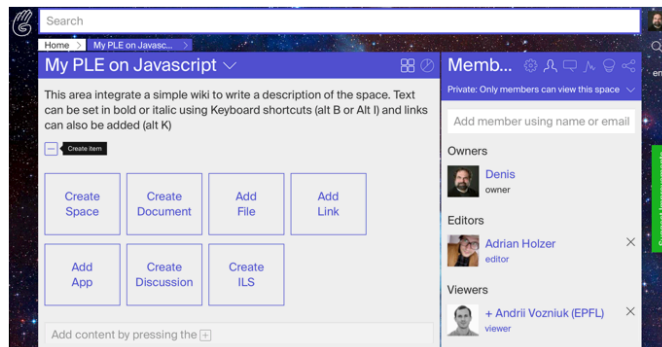 Search
Home
My PLE on Javasc...
My PLE on Javascript
This area integrate a simple wiki to write a description of the space. Text
can be set in bold or italic using Keyboard shortcuts (alt B or Alt I) and links
can also be added (alt K)
Create item
Create
Space
Create
Document
Add
File
Add
Link
Add
App
Create
Discussion
Create
ILS
Add content by pressing the +
Memb...
Private: Only members can view this space
Add member using name or email
Owners
Denis
owner
Editors
Adrian Holzer
editor
Viewers
+ Andrii Vozniuk (EPFL)
viewer
en